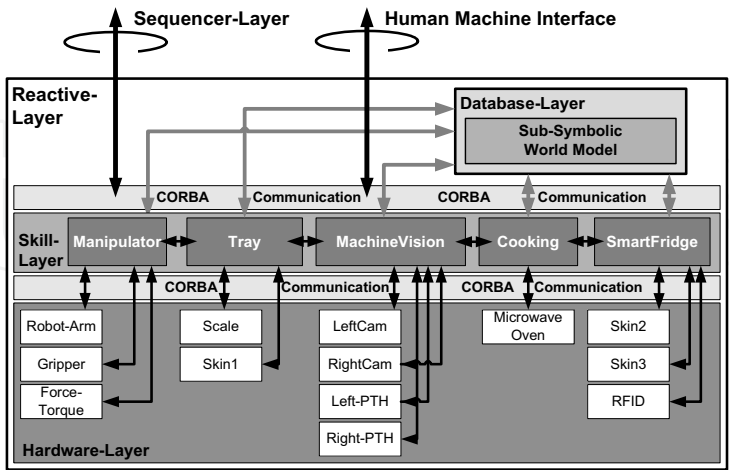 Sequencer-Layer
Human Machine Interface
Reactive-
Layer
Database-Layer
Sub-Symbolic
World Model
CORBA Communication CORBA Communication
Skill-
Layer
Manipulator
Tray
MachineVision
Cooking
SmartFridge
CORBA Communication CORBA Communication
Robot-Arm
Gripper
Force-
Torque
Scale
Skin1
LeftCam
RightCam
Left-PTH
Right-PTH
Microwave
Oven
Skin2
Skin3
RFID
Hardware-Layer